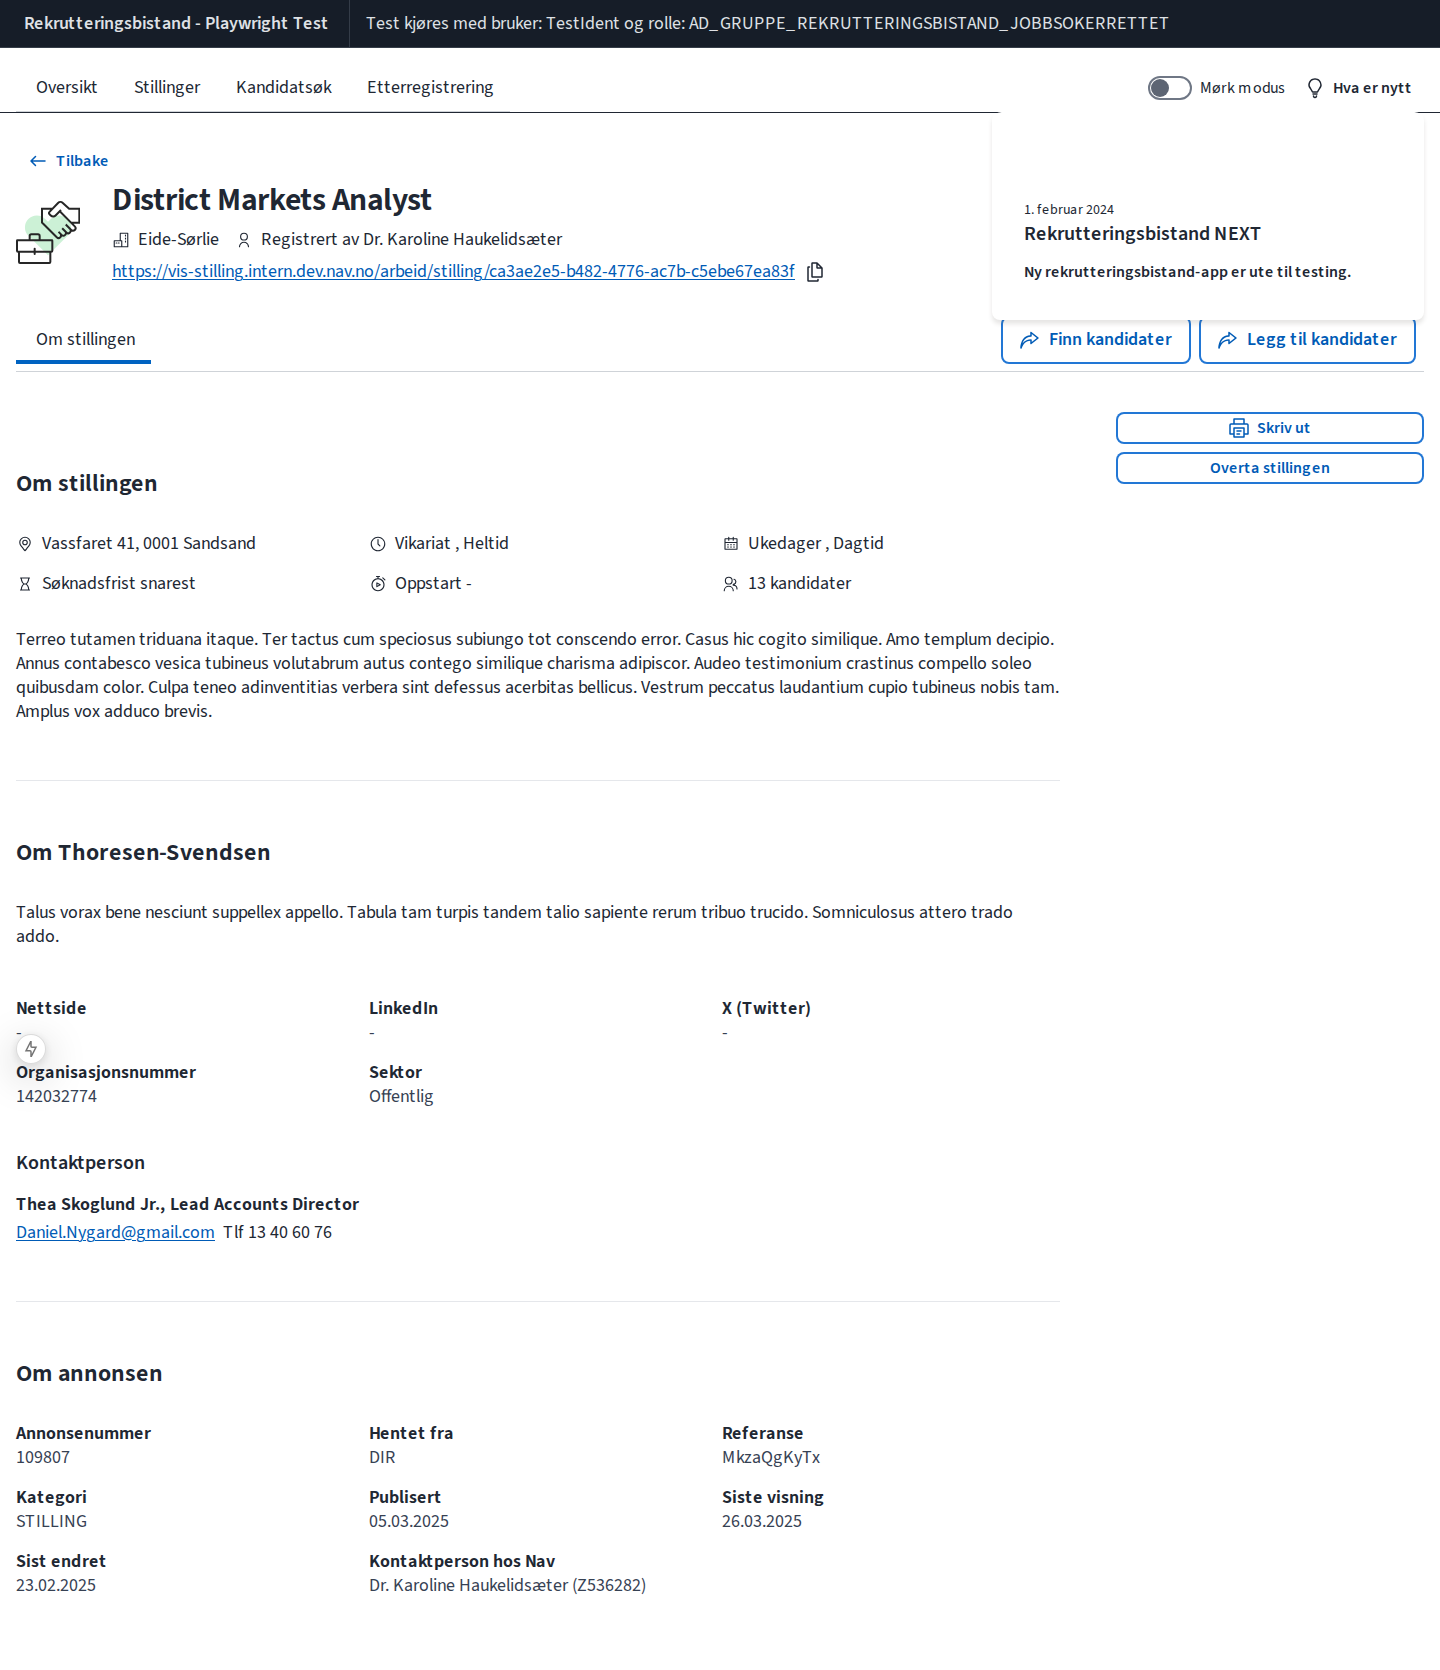 Rekrutteringsbistand - Playwright Test
Test kjøres med bruker: TestIdent og rolle: AD_GRUPPE_REKRUTTERINGSBISTAND_JOBBSOKERRETTET
Oversikt
Stillinger
Kandidatsøk
Etterregistrering
Mørk modus
Hva er nytt
1. februar 2024
Rekrutteringsbistand NEXT
Ny rekrutteringsbistand-app er ute til testing.
Tilbake
District Markets Analyst
Eide-Sørlie
Registrert av Dr. Karoline Haukelidsæter
https://vis-stilling.intern.dev.nav.no/arbeid/stilling/ca3ae2e5-b482-4776-ac7b-c5ebe67ea83f
Om stillingen
Finn kandidater
Legg til kandidater
Skriv ut
Overta stillingen
Om stillingen
Vassfaret 41, 0001 Sandsand
Vikariat , Heltid
Ukedager , Dagtid
Søknadsfrist snarest
Oppstart -
13 kandidater
Terreo tutamen triduana itaque. Ter tactus cum speciosus subiungo tot conscendo error. Casus hic cogito similique. Amo templum decipio.
Annus contabesco vesica tubineus volutabrum autus contego similique charisma adipiscor. Audeo testimonium crastinus compello soleo
quibusdam color. Culpa teneo adinventitias verbera sint defessus acerbitas bellicus. Vestrum peccatus laudantium cupio tubineus nobis tam.
Amplus vox adduco brevis.
Om Thoresen-Svendsen
Talus vorax bene nesciunt suppellex appello. Tabula tam turpis tandem talio sapiente rerum tribuo trucido. Somniculosus attero trado
addo.
Nettside
-
LinkedIn
-
X (Twitter)
-
Organisasjonsnummer
142032774
Sektor
Offentlig
Kontaktperson
Thea Skoglund Jr., Lead Accounts Director
Daniel.Nygard@gmail.com Tlf 13 40 60 76
Om annonsen
Annonsenummer
109807
Hentet fra
DIR
Referanse
MkzaQgKyTx
Kategori
STILLING
Publisert
05.03.2025
Siste visning
26.03.2025
Sist endret
23.02.2025
Kontaktperson hos Nav
Dr. Karoline Haukelidsæter (Z536282)